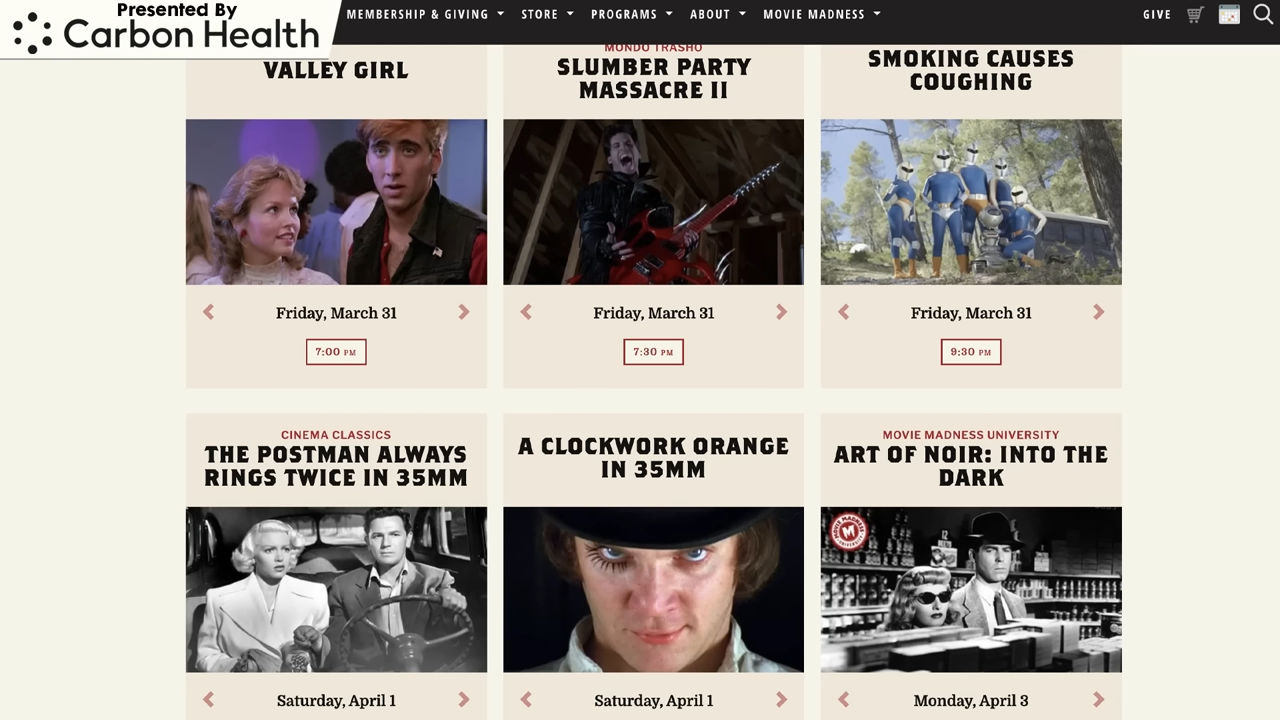 Presented By
Carbon Health
MEMBERSHIP & GIVING STORE PROGRAMS ABOUT MOVIE MADNESS GIVE
VALLEY GIRL
MONDO TRASHO
SLUMBER PARTY
MASSACRE II
SMOKING CAUSES
COUGHING
Friday, March 31
7:00 PM
Friday, March 31
7:30 PM
Friday, March 31
9:30 PM
CINEMA CLASSICS
THE POSTMAN ALWAYS
RINGS TWICE IN 35MM
A CLOCKWORK ORANGE
IN 35MM
MOVIE MADNESS UNIVERSITY
ART OF NOIR: INTO THE
DARK
MOVIE MADNESS
M
UNIVERSITY
Saturday, April 1
Saturday, April 1
Monday, April 3